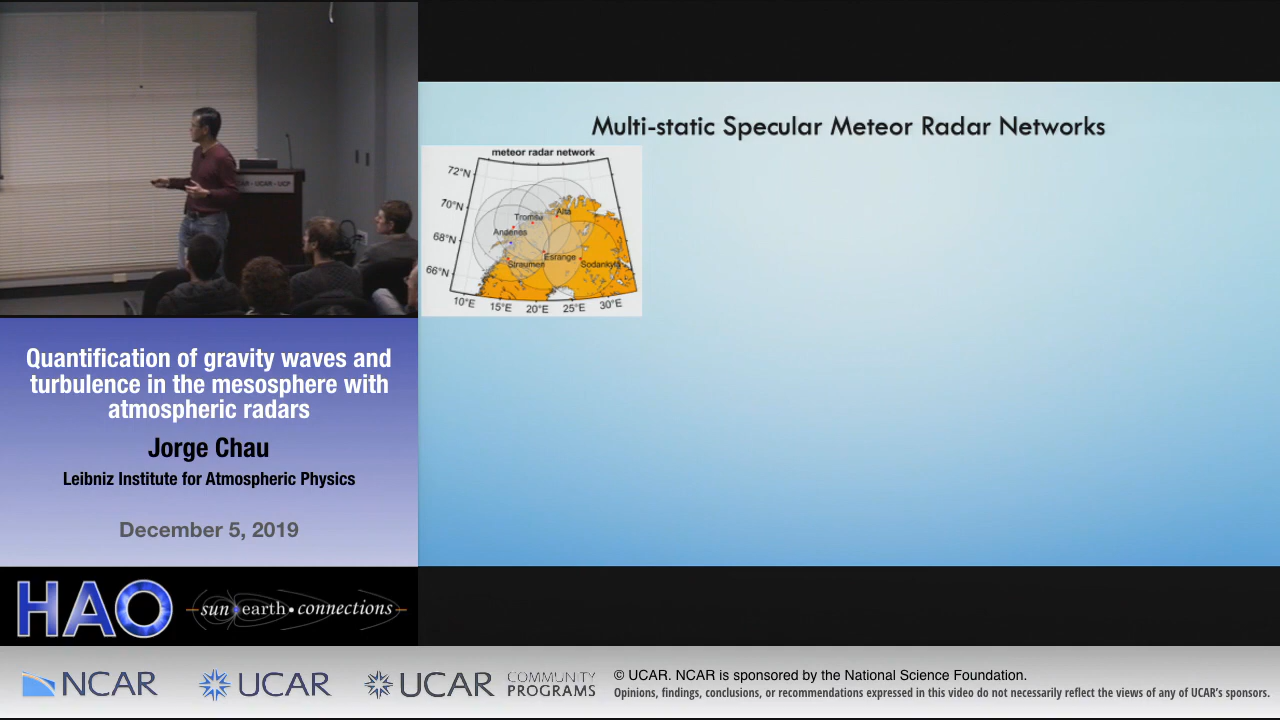 Multi-static Specular Meteor Radar Networks
meteor radar network
72°N
70°N
68°N
66°N
Alta
Tromsø
Andenes
Esrange
Straumen
Sodankylä
10°E
15°E
20°E
25°E
30°E
AR - UCAR - UCP
Quantification of gravity waves and
turbulence in the mesosphere with
atmospheric radars
Jorge Chau
Leibniz Institute for Atmospheric Physics
December 5, 2019
HAO
sun•earth•connections
NCAR
UCAR
UCAR
COMMUNITY
PROGRAMS
© UCAR. NCAR is sponsored by the National Science Foundation.
Opinions, findings, conclusions, or recommendations expressed in this video do not necessarily reflect the views of any of UCAR's sponsors.